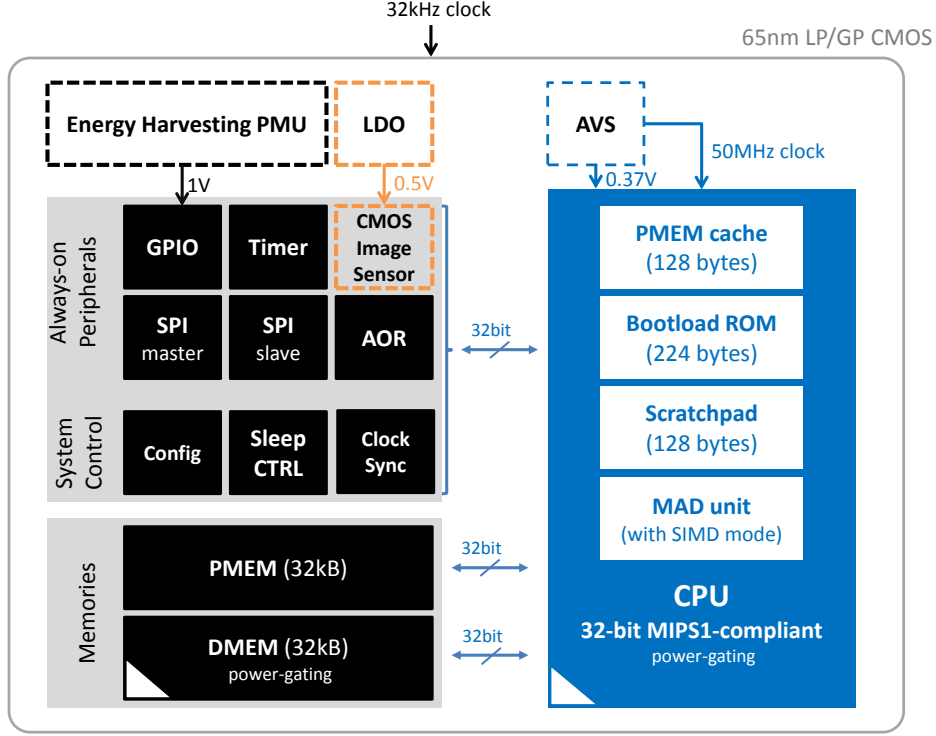 32kHz clock
65nm LP/GP CMOS
Energy Harvesting PMU
LDO
AVS
50MHz clock
1V
0.5V
0.37V
Always-on
Peripherals
GPIO
Timer
CMOS
Image
Sensor
SPI
master
SPI
slave
AOR
32bit
System
Control
Config
Sleep
CTRL
Clock
Sync
Memories
PMEM (32kB)
32bit
DMEM (32kB)
power-gating
32bit
PMEM cache
(128 bytes)
Bootload ROM
(224 bytes)
Scratchpad
(128 bytes)
MAD unit
(with SIMD mode)
CPU
32-bit MIPS1-compliant
power-gating